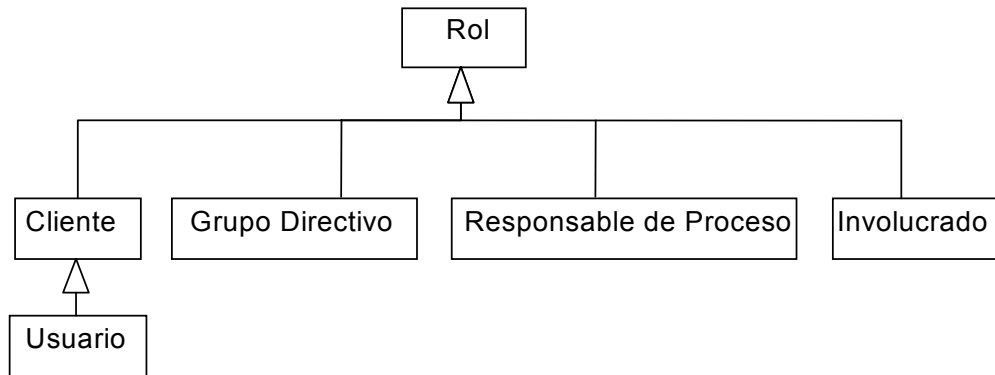 Rol
Cliente
Grupo Directivo
Responsable de Proceso
Involucrado
Usuario